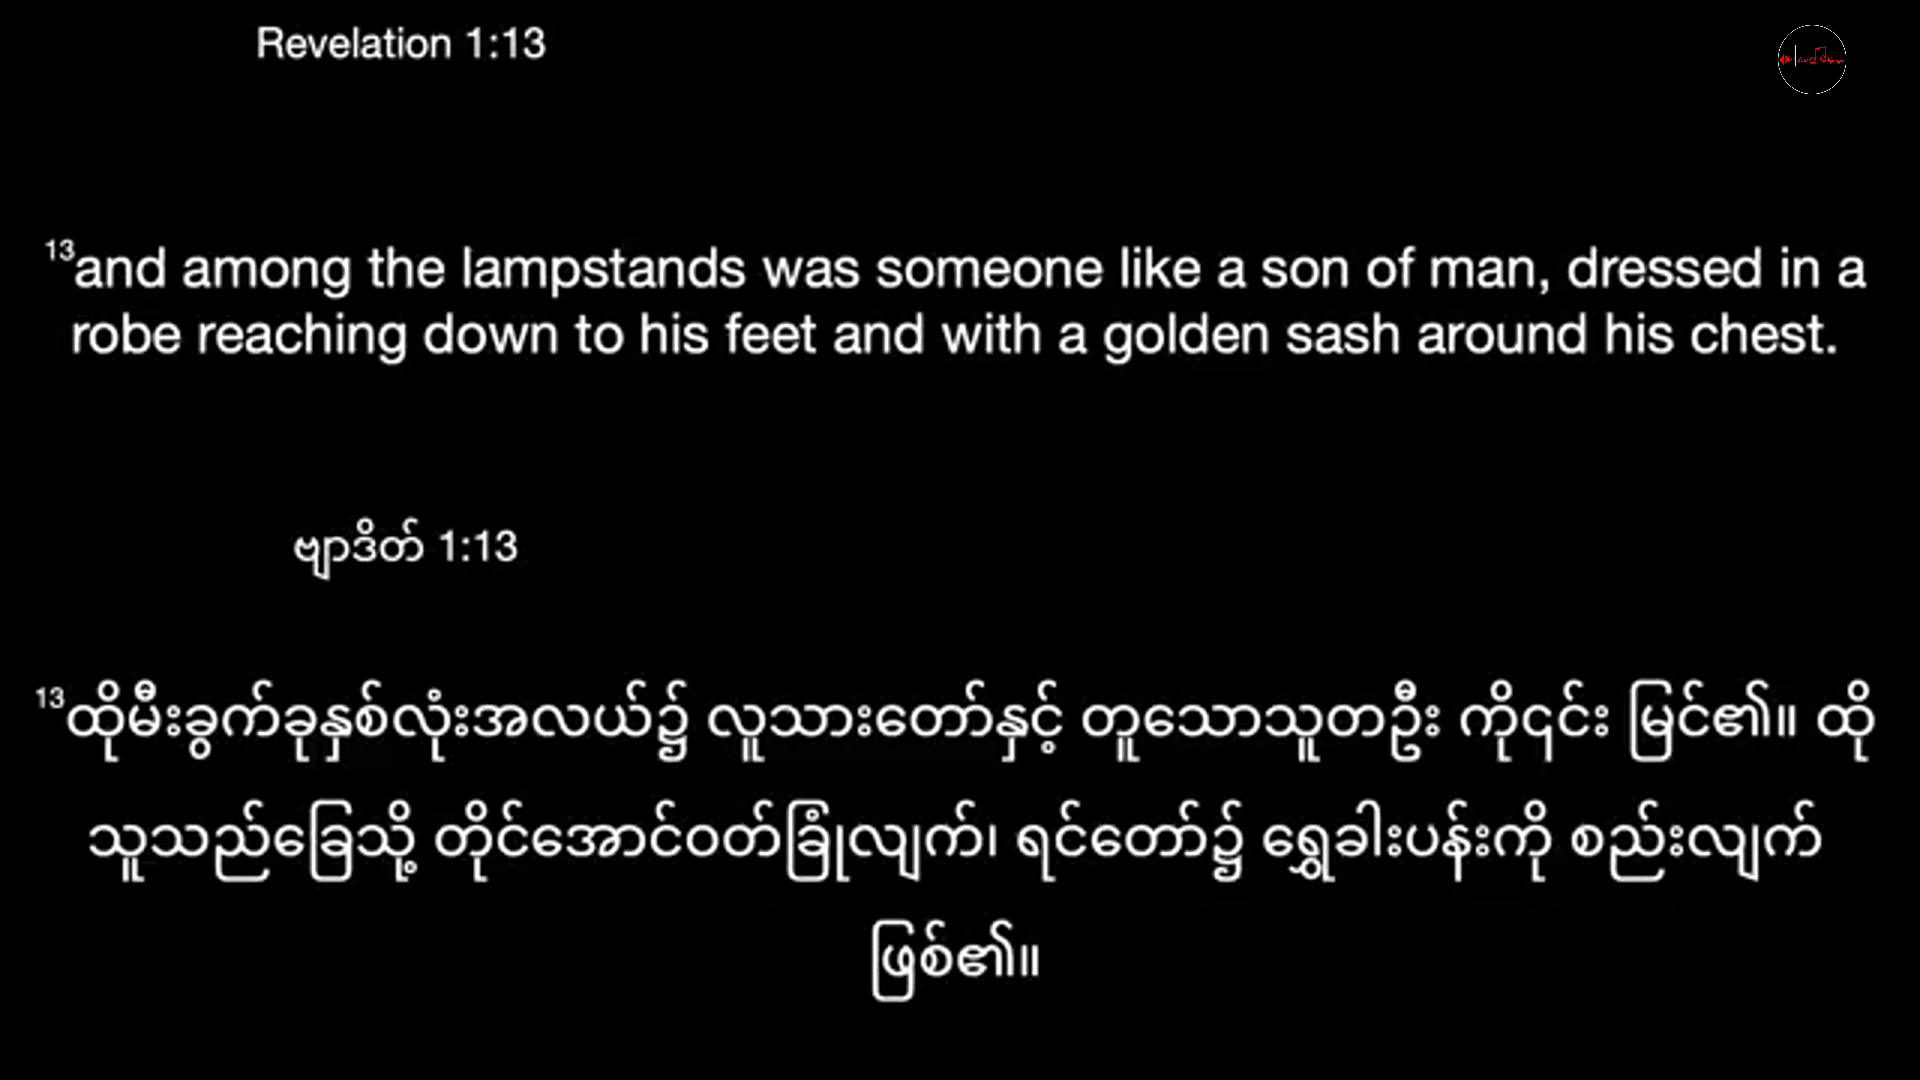 Revelation 1:13
13and among the lampstands was someone like a son of man, dressed in a
robe reaching down to his feet and with a golden sash around his chest.
ဗျာဒိတ် 1:13
13ထိုမီးခွက်ခုနှစ်လုံးအလယ်၌ လူသားတော်နှင့် တူသောသူတဦး ကို၎င်း မြင်၏။ ထို
သူသည်ခြေသို့ တိုင်အောင်ဝတ်ခြုံလျက်၊ ရင်တော်၌ ရွှေခါးပန်းကို စည်းလျက်
ဖြစ်၏။